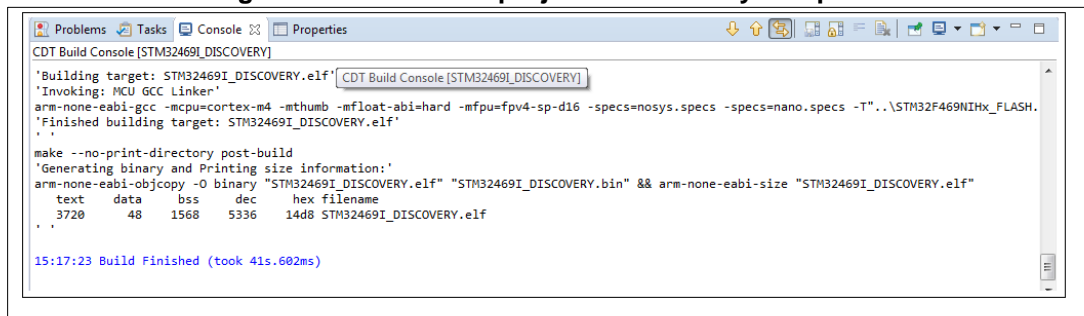 Problems Tasks Console Properties
CDT Build Console [STM32469I_DISCOVERY]
'Building target: STM32469I_DISCOVERY.elf' CDT Build Console [STM32469I_DISCOVERY]
'Invoking: MCU GCC Linker'
arm-none-eabi-gcc -mcpu=cortex-m4 -mthumb -mfloat-abi=hard -mfpu=fpv4-sp-d16 -specs=nosys.specs -specs=nano.specs -T"..\STM32F469NIHx_FLASH.
'Finished building target: STM32469I_DISCOVERY.elf'
' '
make --no-print-directory post-build
'Generating binary and Printing size information:'
arm-none-eabi-objcopy -O binary "STM32469I_DISCOVERY.elf" "STM32469I_DISCOVERY.bin" && arm-none-eabi-size "STM32469I_DISCOVERY.elf"
text data bss dec hex filename
3720 48 1568 5336 14d8 STM32469I_DISCOVERY.elf
' '
15:17:23 Build Finished (took 41s.602ms)